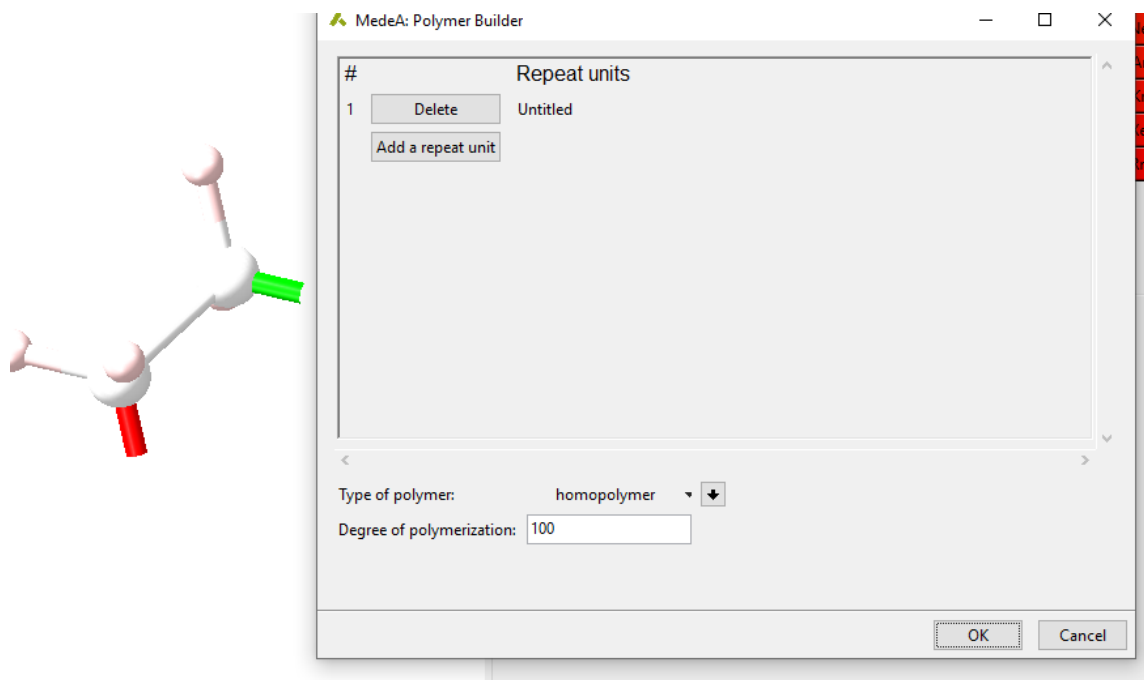 MedeA: Polymer Builder
# Repeat units
1 Delete Untitled
Add a repeat unit
Type of polymer: homopolymer
Degree of polymerization: 100
OK Cancel